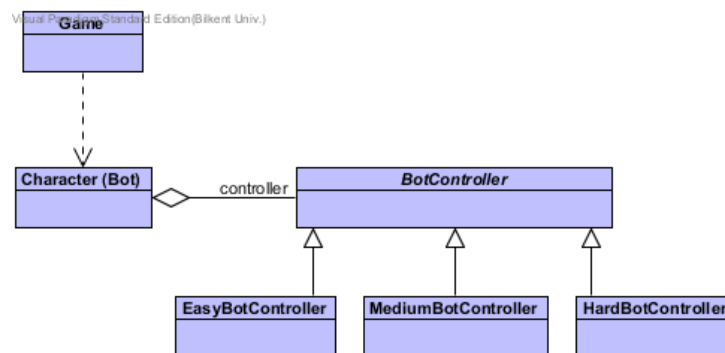 Visual Paradigm Standard Edition(Bilkent Univ.)
Game
Character (Bot)
controller
BotController
EasyBotController
MediumBotController
HardBotController